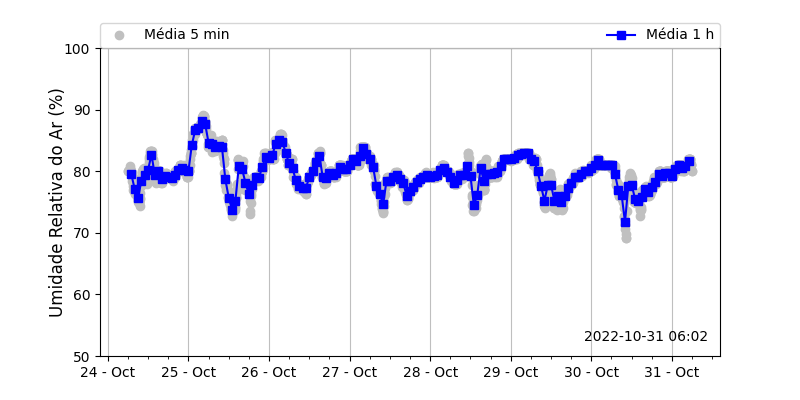 Média 5 min
Média 1 h
Umidade Relativa do Ar (%)
100
90
80
70
60
50
2022-10-31 06:02
24 - Oct
25 - Oct
26 - Oct
27 - Oct
28 - Oct
29 - Oct
30 - Oct
31 - Oct